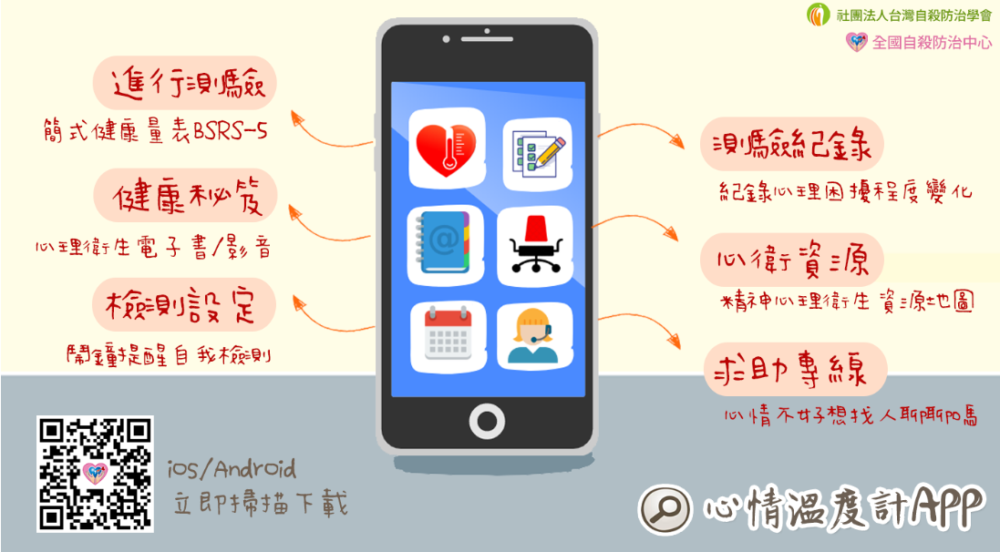 社團法人台灣自殺防治學會
全國自殺防治中心
進行測驗
簡式健康量表BSRS-5
健康秘笈
心理衛生電子書/影音
檢測設定
鬧鐘提醒自我檢測
測驗紀錄
紀錄心理困擾程度變化
心衛資源
精神心理衛生資源地圖
求助專線
心情不好想找人聊聊嗎
ios/Android
立即掃描下載
心情溫度計APP